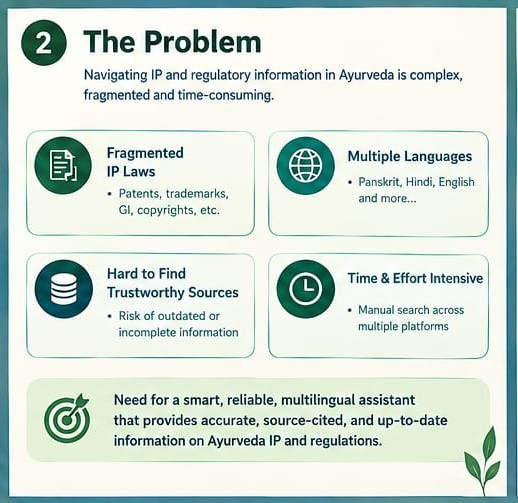 2 The Problem
Navigating IP and regulatory information in Ayurveda is complex,
fragmented and time-consuming.
Fragmented
IP Laws
• Patents, trademarks,
GI, copyrights, etc.
Multiple Languages
• Panskrit, Hindi, English
and more...
Hard to Find
Trustworthy Sources
• Risk of outdated or
incomplete information
Time & Effort Intensive
• Manual search across
multiple platforms
Need for a smart, reliable, multilingual assistant
that provides accurate, source-cited, and up-to-date
information on Ayurveda IP and regulations.